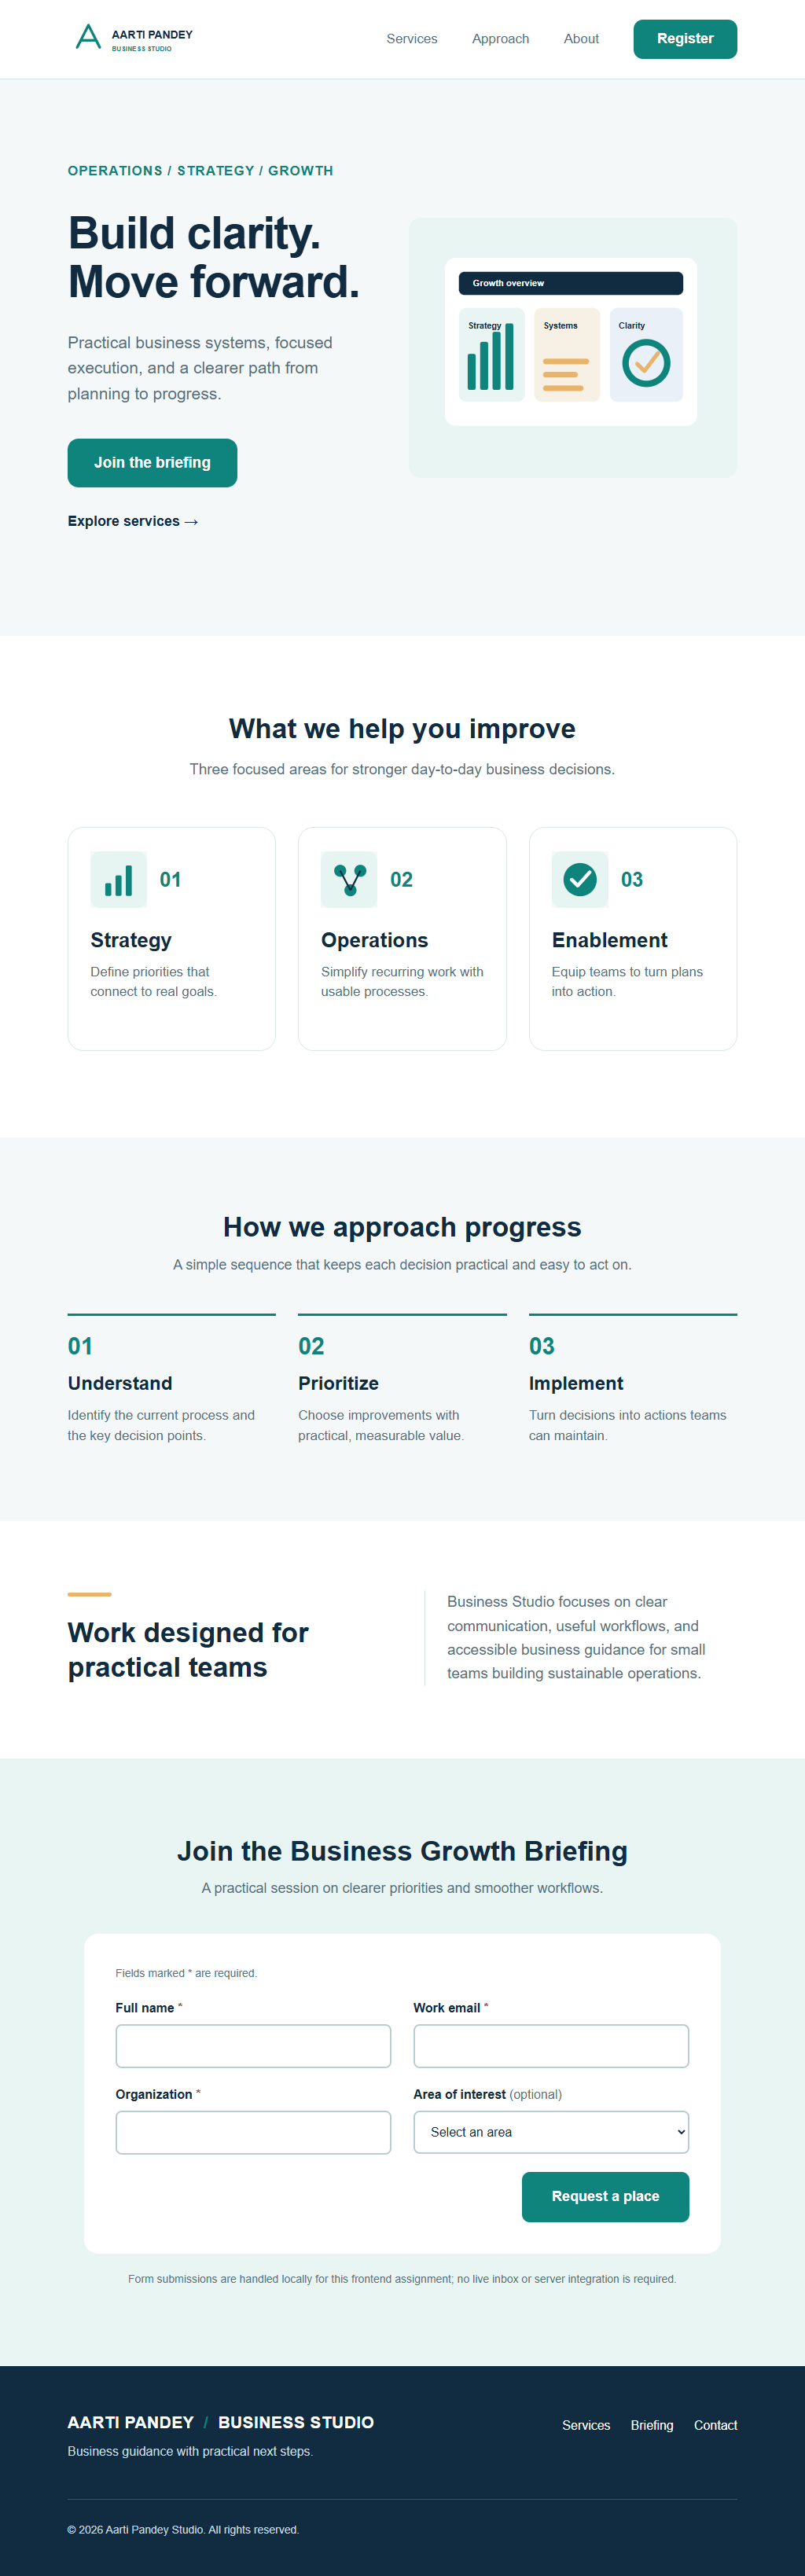 AARTI PANDEY
BUSINESS STUDIO
Services
Approach
About
Register
OPERATIONS / STRATEGY / GROWTH
Build clarity.
Move forward.
Practical business systems, focused
execution, and a clearer path from
planning to progress.
Join the briefing
Explore services →
Growth overview
Strategy
Systems
Clarity
What we help you improve
Three focused areas for stronger day-to-day business decisions.
01
Strategy
Define priorities that
connect to real goals.
02
Operations
Simplify recurring work with
usable processes.
03
Enablement
Equip teams to turn plans
into action.
How we approach progress
A simple sequence that keeps each decision practical and easy to act on.
01
Understand
Identify the current process and
the key decision points.
02
Prioritize
Choose improvements with
practical, measurable value.
03
Implement
Turn decisions into actions teams
can maintain.
Work designed for
practical teams
Business Studio focuses on clear
communication, useful workflows, and
accessible business guidance for small
teams building sustainable operations.
Join the Business Growth Briefing
A practical session on clearer priorities and smoother workflows.
Fields marked * are required.
Full name *
Work email *
Organization *
Area of interest (optional)
Select an area
Request a place
Form submissions are handled locally for this frontend assignment; no live inbox or server integration is required.
AARTI PANDEY / BUSINESS STUDIO
Business guidance with practical next steps.
Services
Briefing
Contact
© 2026 Aarti Pandey Studio. All rights reserved.